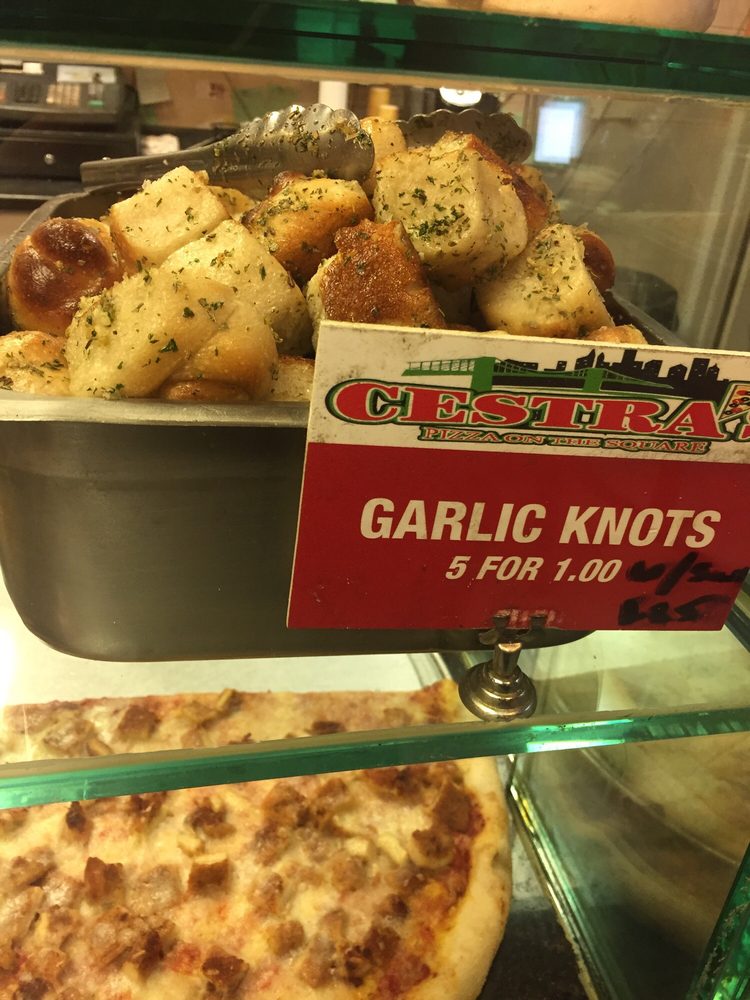 CESTRA'S
PIZZA ON THE SQUARE
GARLIC KNOTS
5 FOR 1.00